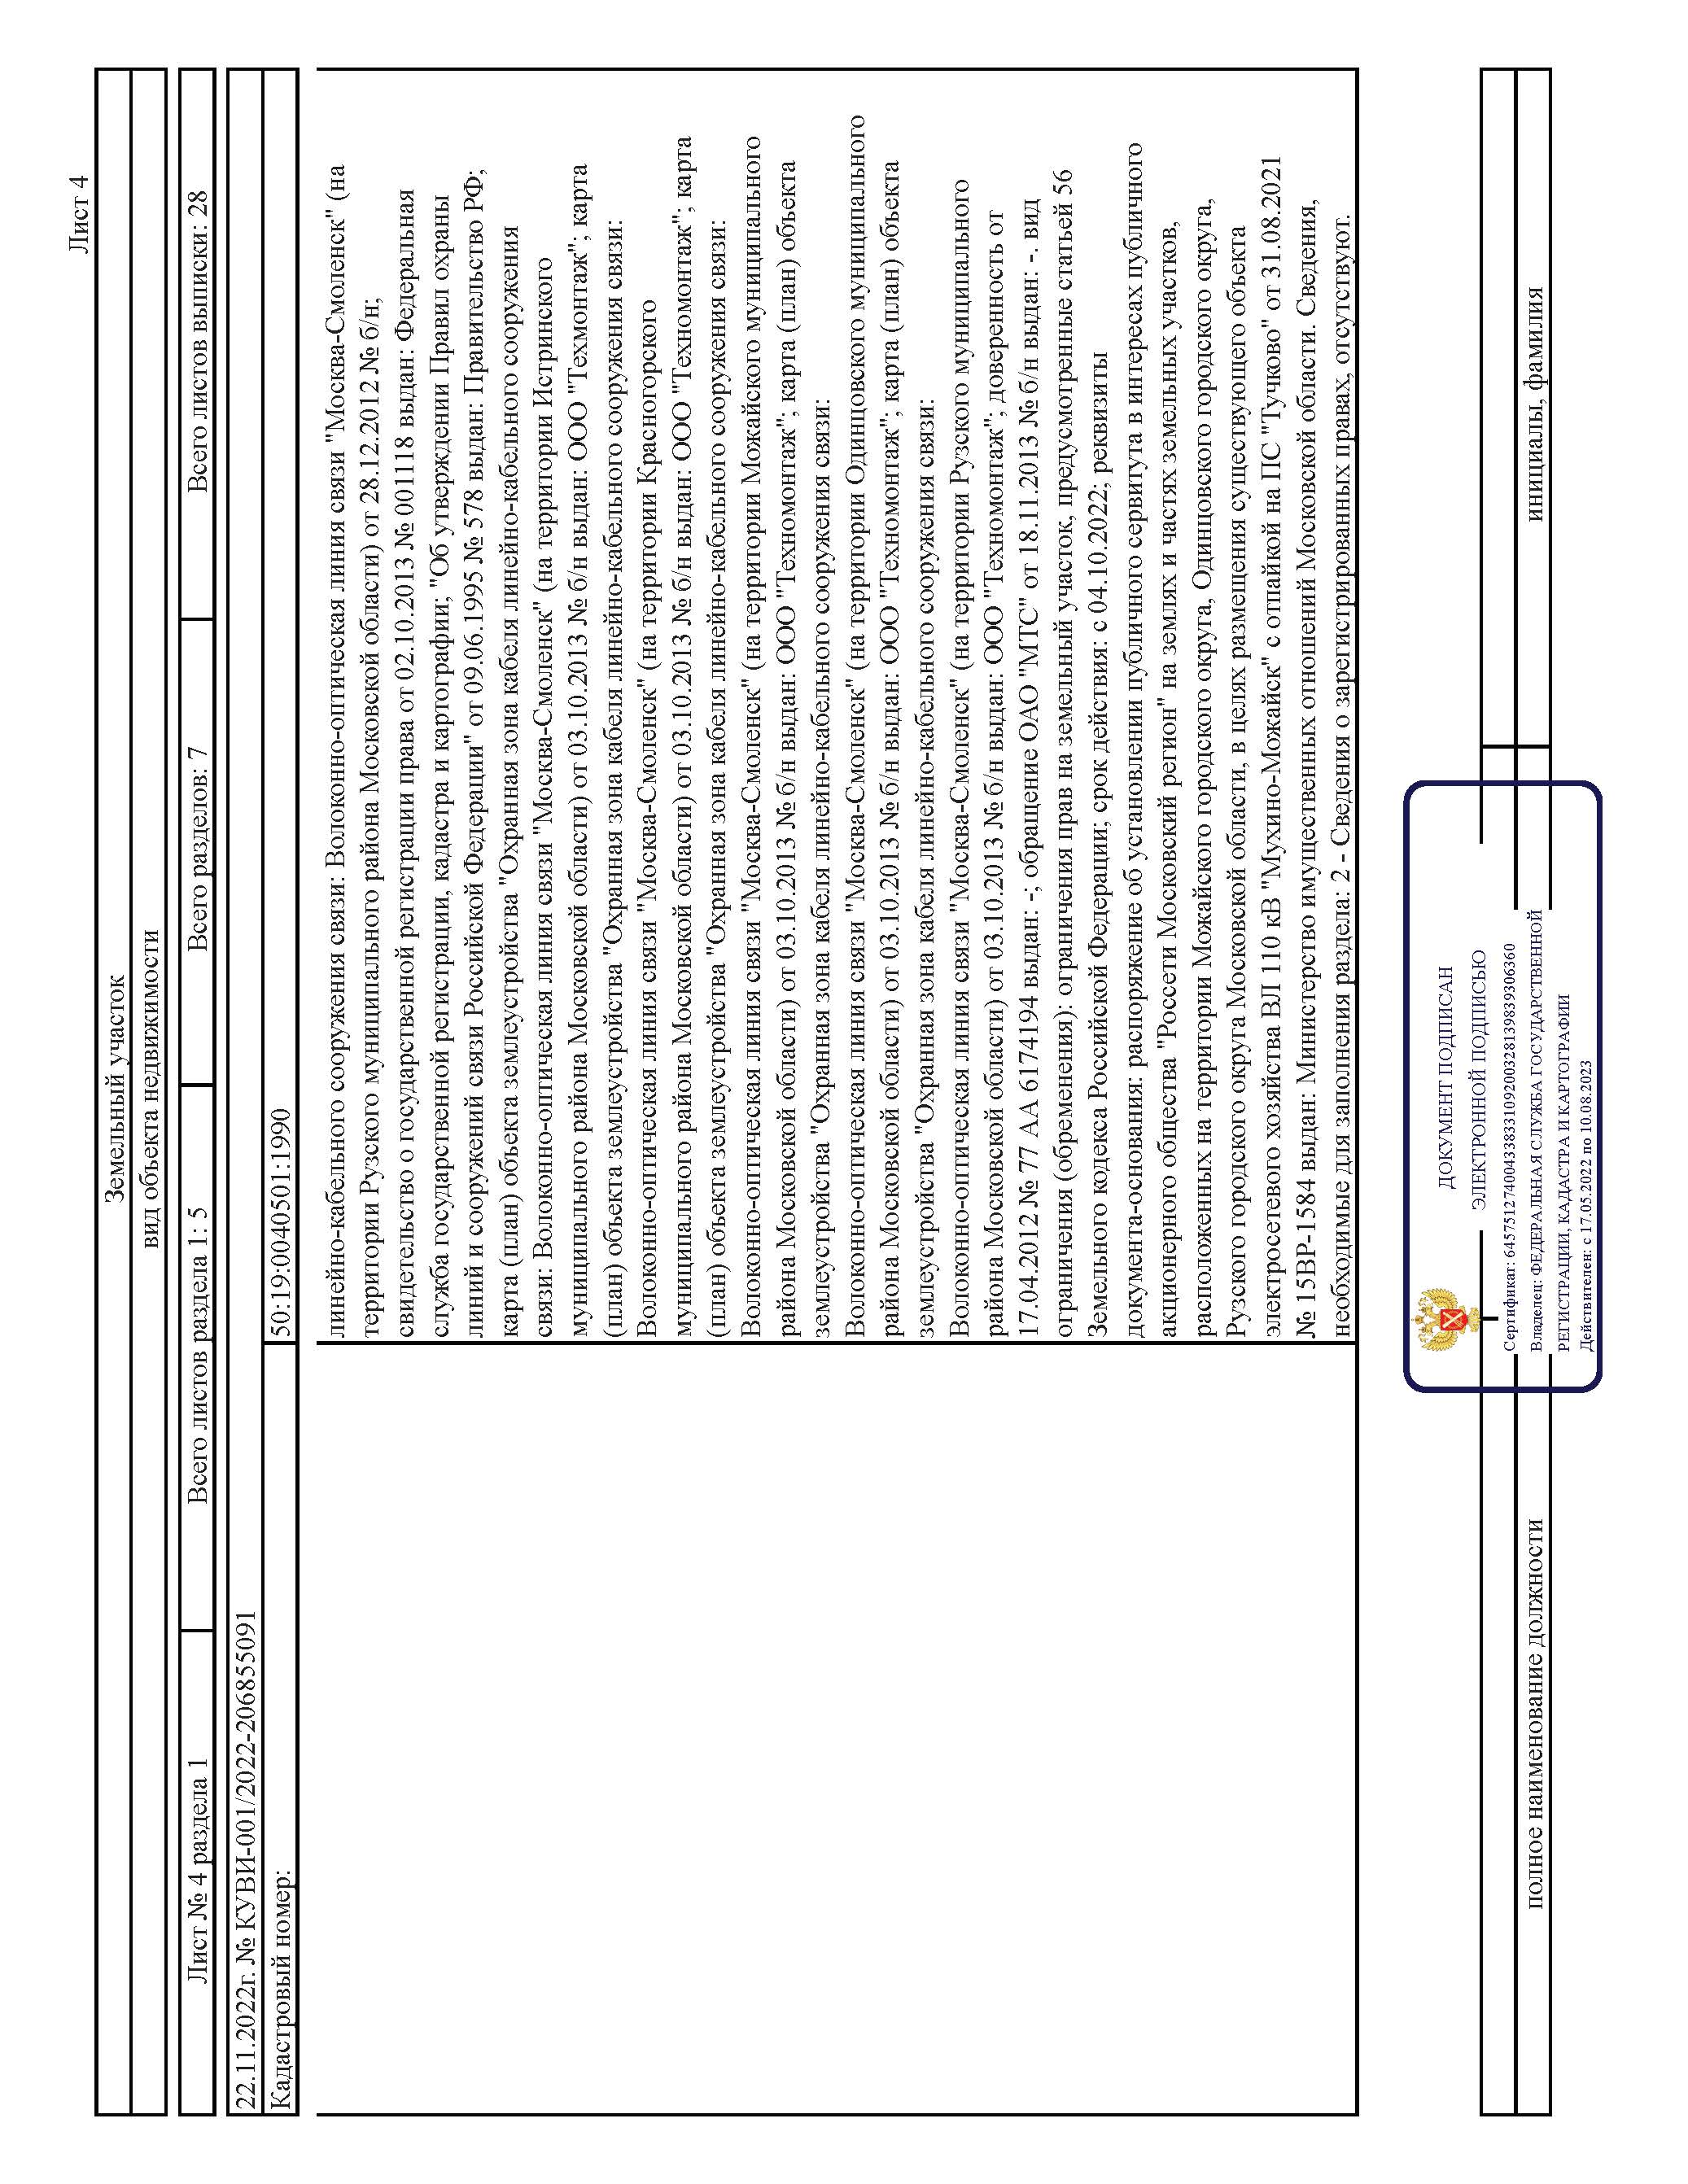 Лист 4
Земельный участок
вид объекта недвижимости
Лист № 4 раздела 1
Всего листов раздела 1: 5
Всего разделов: 7
Всего листов выписки: 28
22.11.2022г. № КУВИ-001/2022-206855091
Кадастровый номер:
50:19:0040501:1990
линейно-кабельного сооружения связи: Волоконно-оптическая линия связи "Москва-Смоленск" (на
территории Рузского муниципального района Московской области) от 28.12.2012 № б/н;
свидетельство о государственной регистрации права от 02.10.2013 № 001118 выдан: Федеральная
служба государственной регистрации, кадастра и картографии; "Об утверждении Правил охраны
линий и сооружений связи Российской Федерации" от 09.06.1995 № 578 выдан: Правительство РФ;
карта (план) объекта землеустройства "Охранная зона кабеля линейно-кабельного сооружения
связи: Волоконно-оптическая линия связи "Москва-Смоленск" (на территории Истринского
муниципального района Московской области) от 03.10.2013 № б/н выдан: ООО "Техмонтаж"; карта
(план) объекта землеустройства "Охранная зона кабеля линейно-кабельного сооружения связи:
Волоконно-оптическая линия связи "Москва-Смоленск" (на территории Красногорского
муниципального района Московской области) от 03.10.2013 № б/н выдан: ООО "Техномонтаж"; карта
(план) объекта землеустройства "Охранная зона кабеля линейно-кабельного сооружения связи:
Волоконно-оптическая линия связи "Москва-Смоленск" (на территории Можайского муниципального
района Московской области) от 03.10.2013 № б/н выдан: ООО "Техномонтаж"; карта (план) объекта
землеустройства "Охранная зона кабеля линейно-кабельного сооружения связи:
Волоконно-оптическая линия связи "Москва-Смоленск" (на территории Одинцовского муниципального
района Московской области) от 03.10.2013 № б/н выдан: ООО "Техномонтаж"; карта (план) объекта
землеустройства "Охранная зона кабеля линейно-кабельного сооружения связи:
Волоконно-оптическая линия связи "Москва-Смоленск" (на территории Рузского муниципального
района Московской области) от 03.10.2013 № б/н выдан: ООО "Техномонтаж"; доверенность от
17.04.2012 № 77 АА 6174194 выдан: -; обращение ОАО "МТС" от 18.11.2013 № б/н выдан: -. вид
ограничения (обременения): ограничения прав на земельный участок, предусмотренные статьей 56
Земельного кодекса Российской Федерации; срок действия: с 04.10.2022; реквизиты
документа-основания: распоряжение об установлении публичного сервитута в интересах публичного
акционерного общества "Россети Московский регион" на землях и частях земельных участков,
расположенных на территории Можайского городского округа, Одинцовского городского округа,
Рузского городского округа Московской области, в целях размещения существующего объекта
электросетевого хозяйства ВЛ 110 кВ "Мухино-Можайск" с отпайкой на ПС "Тучково" от 31.08.2021
№ 15ВР-1584 выдан: Министерство имущественных отношений Московской области. Сведения,
необходимые для заполнения раздела: 2 - Сведения о зарегистрированных правах, отсутствуют.
ДОКУМЕНТ ПОДПИСАН
ЭЛЕКТРОННОЙ ПОДПИСЬЮ
Сертификат: 64575127400433833109200328139839306360
Владелец: ФЕДЕРАЛЬНАЯ СЛУЖБА ГОСУДАРСТВЕННОЙ
РЕГИСТРАЦИИ, КАДАСТРА И КАРТОГРАФИИ
Действителен: с 17.05.2022 по 10.08.2023
полное наименование должности
инициалы, фамилия